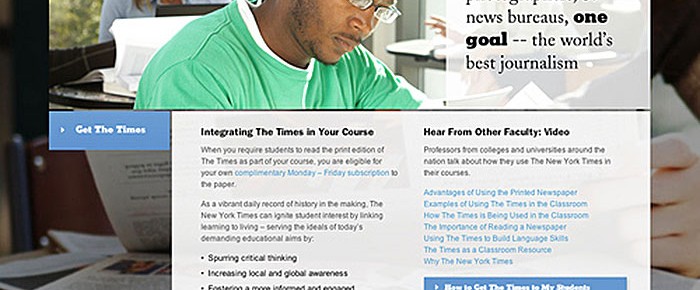 news bureaus, one
goal -- the world's
best journalism
Get The Times
Integrating The Times in Your Course
When you require students to read the print edition of
The Times as part of your course, you are eligible for
your own complimentary Monday – Friday subscription to
the paper.
As a vibrant daily record of history in the making, The
New York Times can ignite student interest by linking
learning to living – serving the ideals of today's
demanding educational aims by:
• Spurring critical thinking
• Increasing local and global awareness
• Fostering a more informed and engaged
Hear From Other Faculty: Video
Professors from colleges and universities around the
nation talk about how they use The New York Times in
their courses.
Advantages of Using the Printed Newspaper
Examples of Using The Times in the Classroom
How The Times is Being Used in the Classroom
The Importance of Reading a Newspaper
Using The Times to Build Language Skills
The Times as a Classroom Resource
Why The New York Times
How to Get The Times to My Students